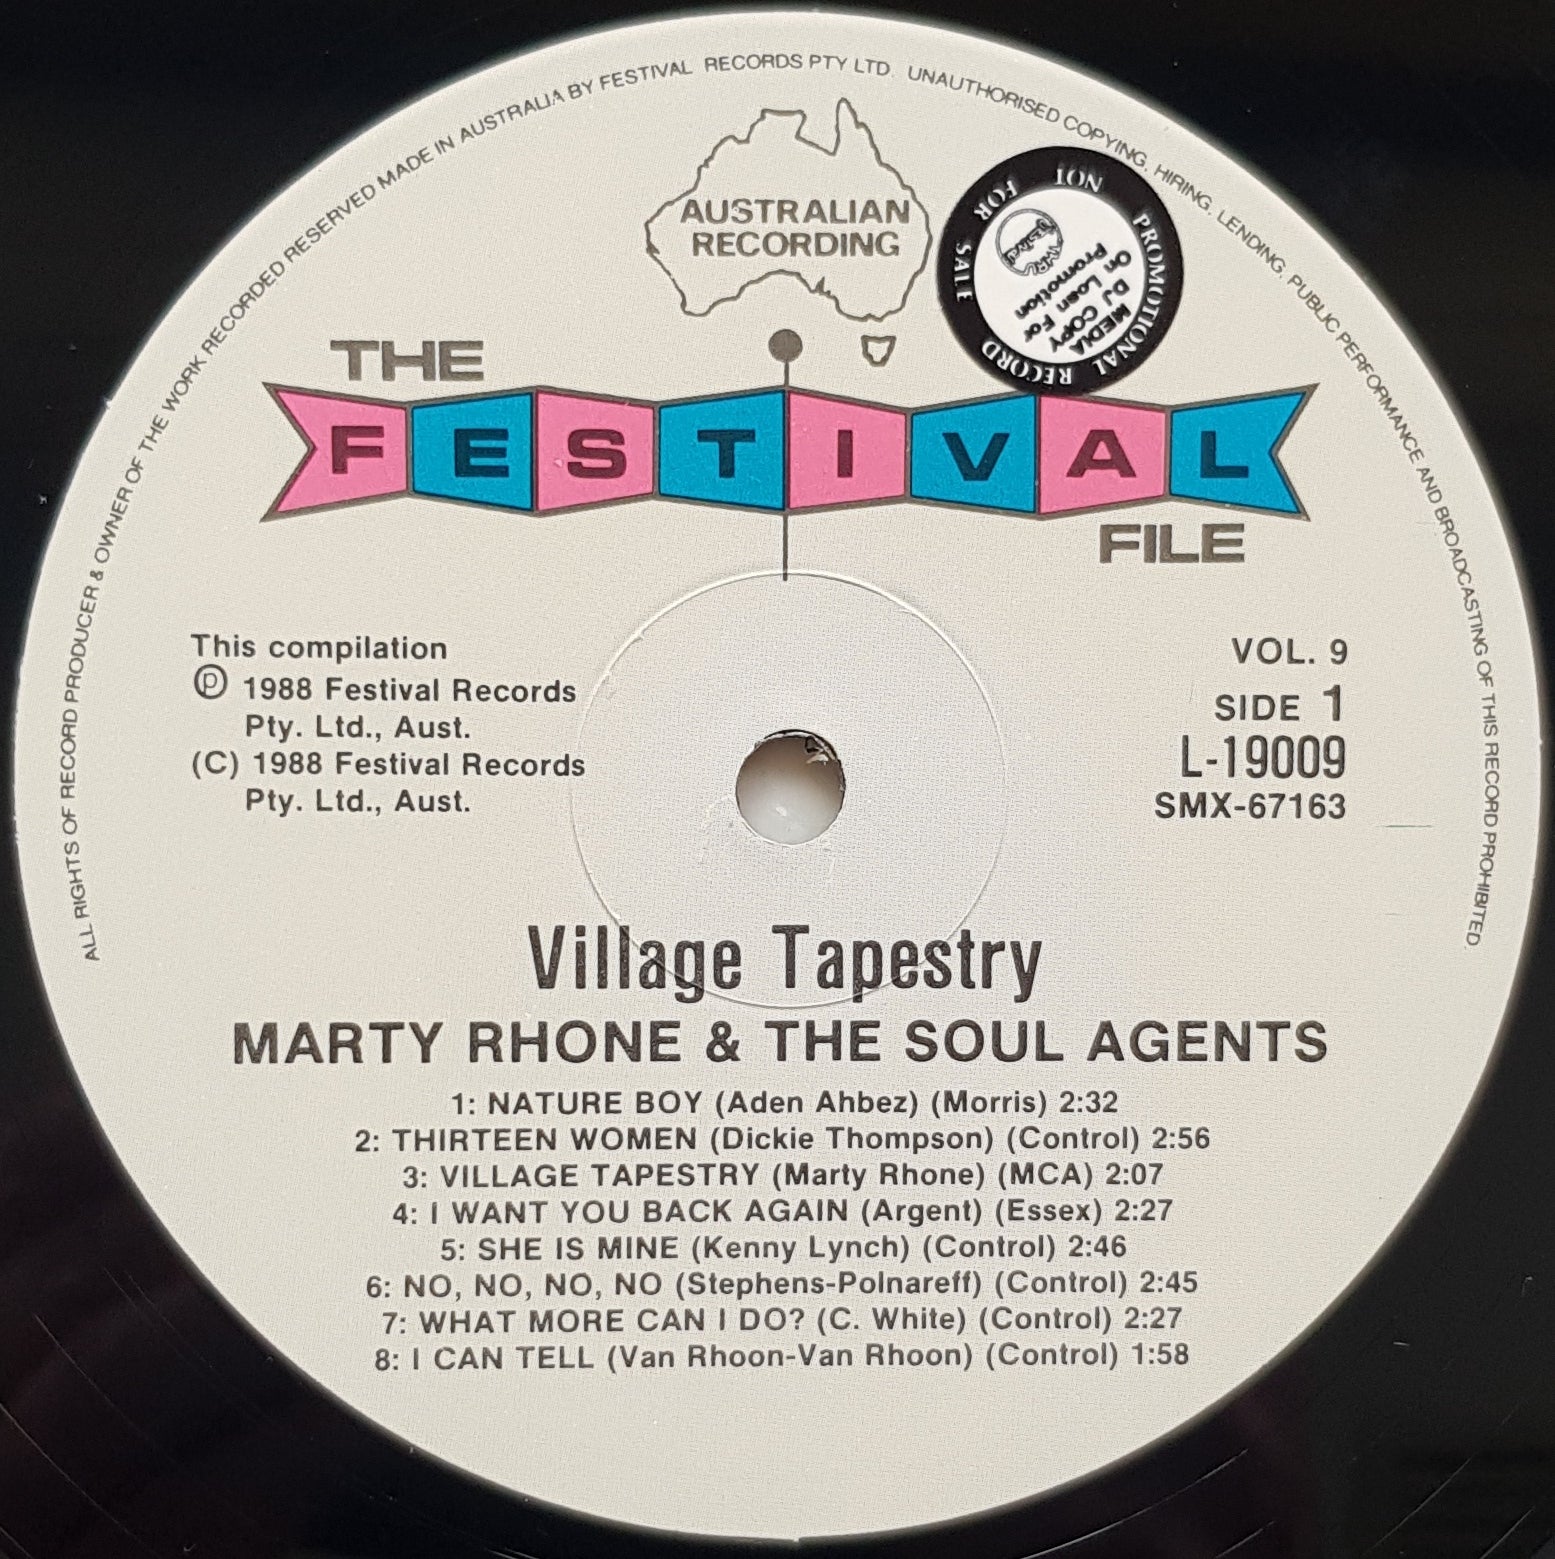 ALL RIGHTS OF RECORD PRODUCER & OWNER OF THE WORK RECORDED RESERVED MADE IN AUSTRALIA BY FESTIVAL RECORDS PTY LTD. UNAUTHORISED COPYING, HIRING, LENDING, PUBLIC PERFORMANCE AND BROADCASTING OF THIS RECORD PROHIBITED.
AUSTRALIAN
RECORDING
PROMOTIONAL RECORD
NOT FOR SALE
MEDIA
DJ COPY
On Loan For
Promotion
THE
FESTIVAL
FILE
This compilation
Ⓟ 1988 Festival Records
Pty. Ltd., Aust.
(C) 1988 Festival Records
Pty. Ltd., Aust.
VOL. 9
SIDE 1
L-19009
SMX-67163
Village Tapestry
MARTY RHONE & THE SOUL AGENTS
1: NATURE BOY (Aden Ahbez) (Morris) 2:32
2: THIRTEEN WOMEN (Dickie Thompson) (Control) 2:56
3: VILLAGE TAPESTRY (Marty Rhone) (MCA) 2:07
4: I WANT YOU BACK AGAIN (Argent) (Essex) 2:27
5: SHE IS MINE (Kenny Lynch) (Control) 2:46
6: NO, NO, NO, NO (Stephens-Polnareff) (Control) 2:45
7: WHAT MORE CAN I DO? (C. White) (Control) 2:27
8: I CAN TELL (Van Rhoon-Van Rhoon) (Control) 1:58